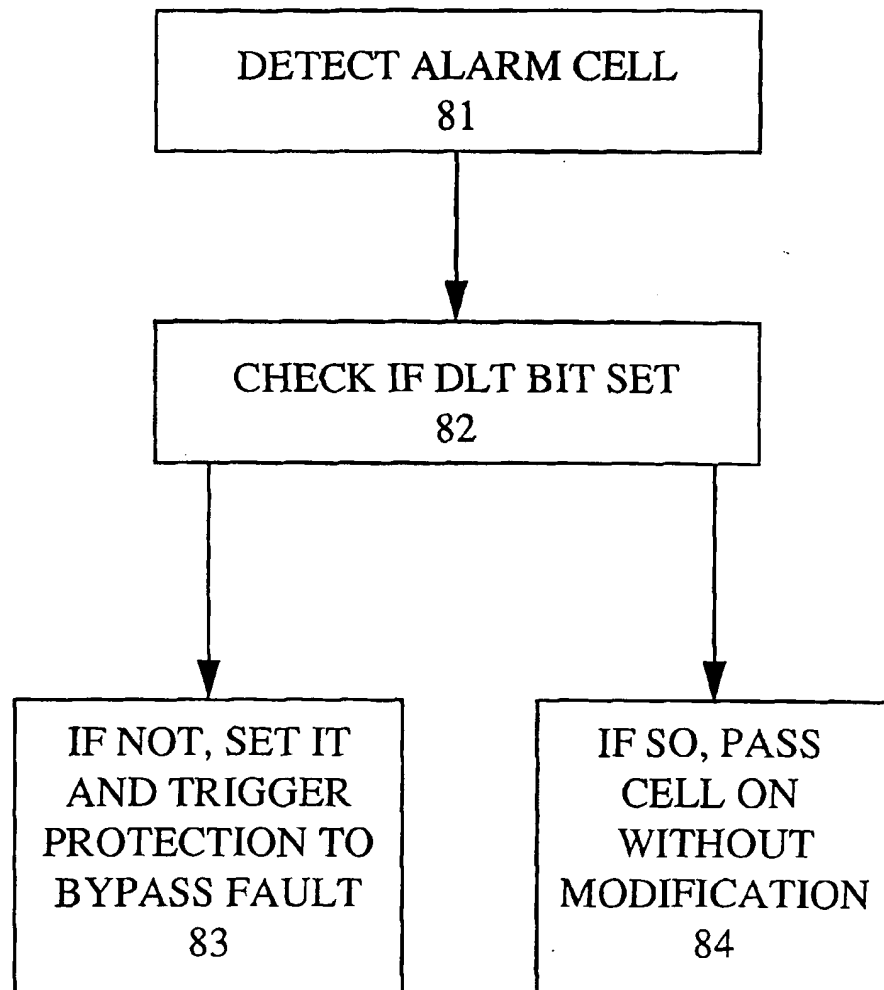 DETECT ALARM CELL
81
CHECK IF DLT BIT SET
82
IF NOT, SET IT
AND TRIGGER
PROTECTION TO
BYPASS FAULT
83
IF SO, PASS
CELL ON
WITHOUT
MODIFICATION
84